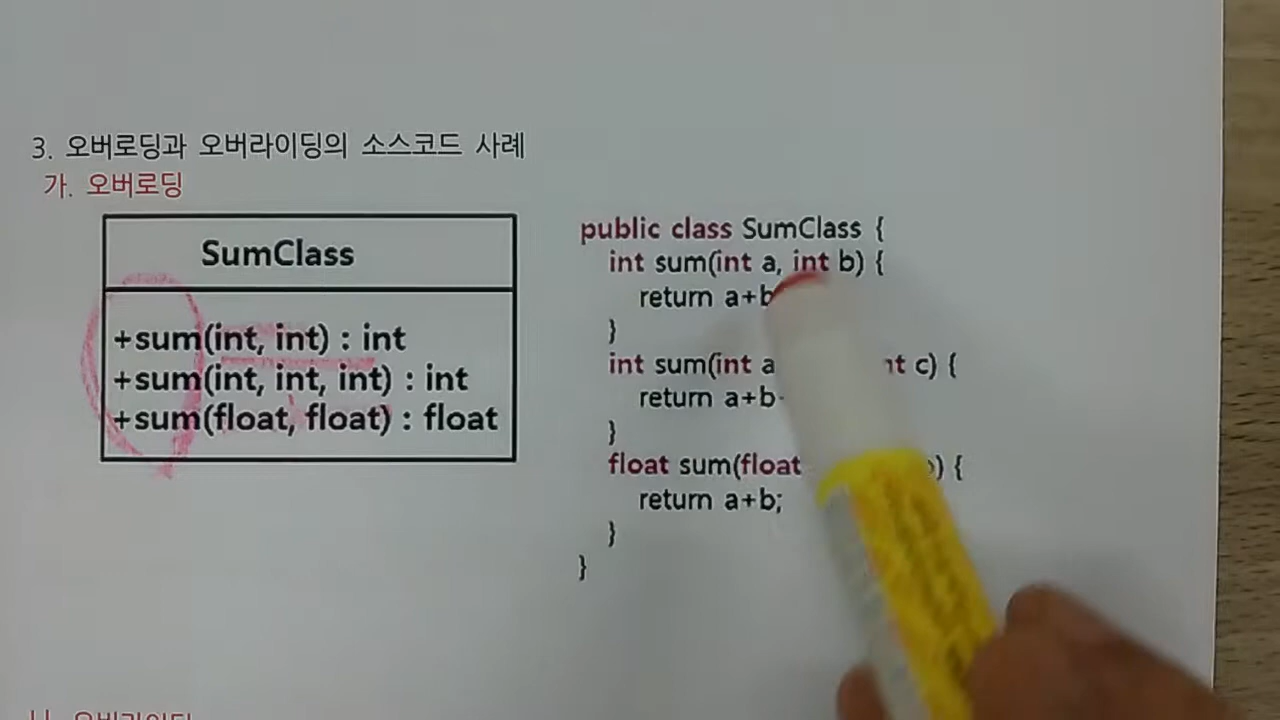 3. 오버로딩과 오버라이딩의 소스코드 사례
가. 오버로딩
SumClass
+sum(int, int) : int
+sum(int, int, int) : int
+sum(float, float) : float
public class SumClass {
int sum(int a, int b) {
return a+b
}
int sum(int a c) {
return a+b
}
float sum(float ) {
return a+b;
}
}